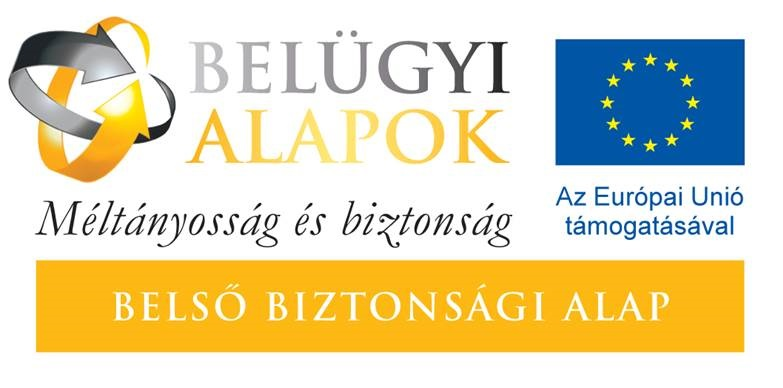 BELÜGYI
ALAPOK
Méltányosság és biztonság
Az Európai Unió
támogatásával
BELSŐ BIZTONSÁGI ALAP